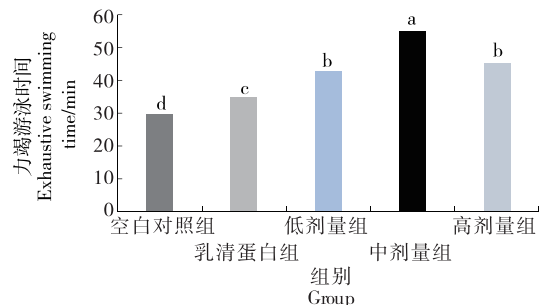 力竭游泳时间
Exhaustive swimming
time/min
60
50
40
30
20
10
0
d
c
b
a
b
空白对照组
乳清蛋白组
低剂量组
中剂量组
高剂量组
组别
Group